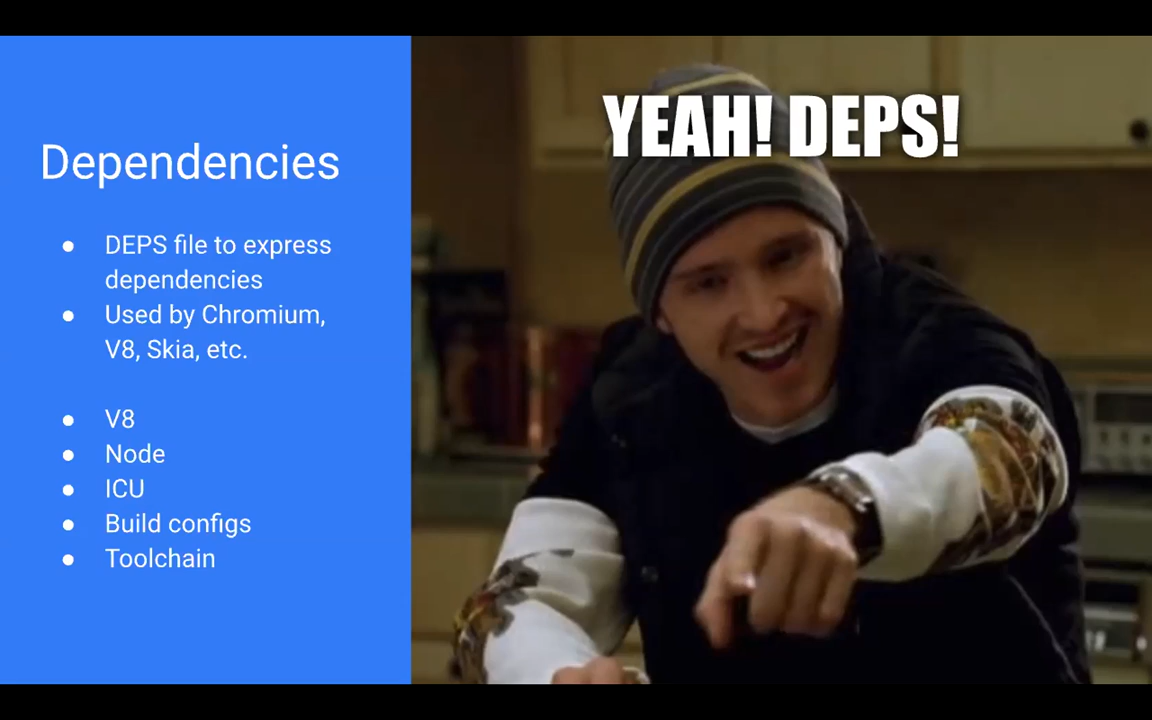 Dependencies
● DEPS file to express
dependencies
● Used by Chromium,
V8, Skia, etc.
● V8
● Node
● ICU
● Build configs
● Toolchain
YEAH! DEPS!